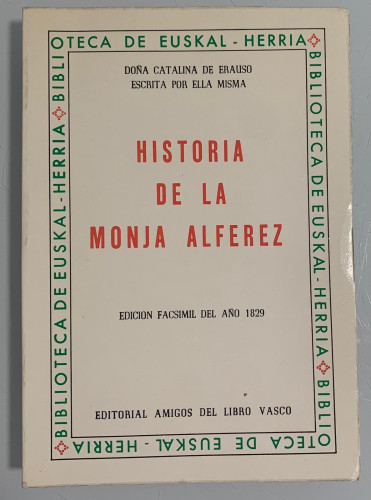 BIBLIOTECA DE EUSKAL-HERRIA
BIBLIOTECA DE EUSKAL-HERRIA
BIBLIOTECA DE EUSKAL-HERRIA
BIBLIOTECA DE EUSKAL-HERRIA
DOÑA CATALINA DE ERAUSO
ESCRITA POR ELLA MISMA
HISTORIA
DE LA
MONJA ALFEREZ
EDICION FACSIMIL DEL AÑO 1829
EDITORIAL AMIGOS DEL LIBRO VASCO